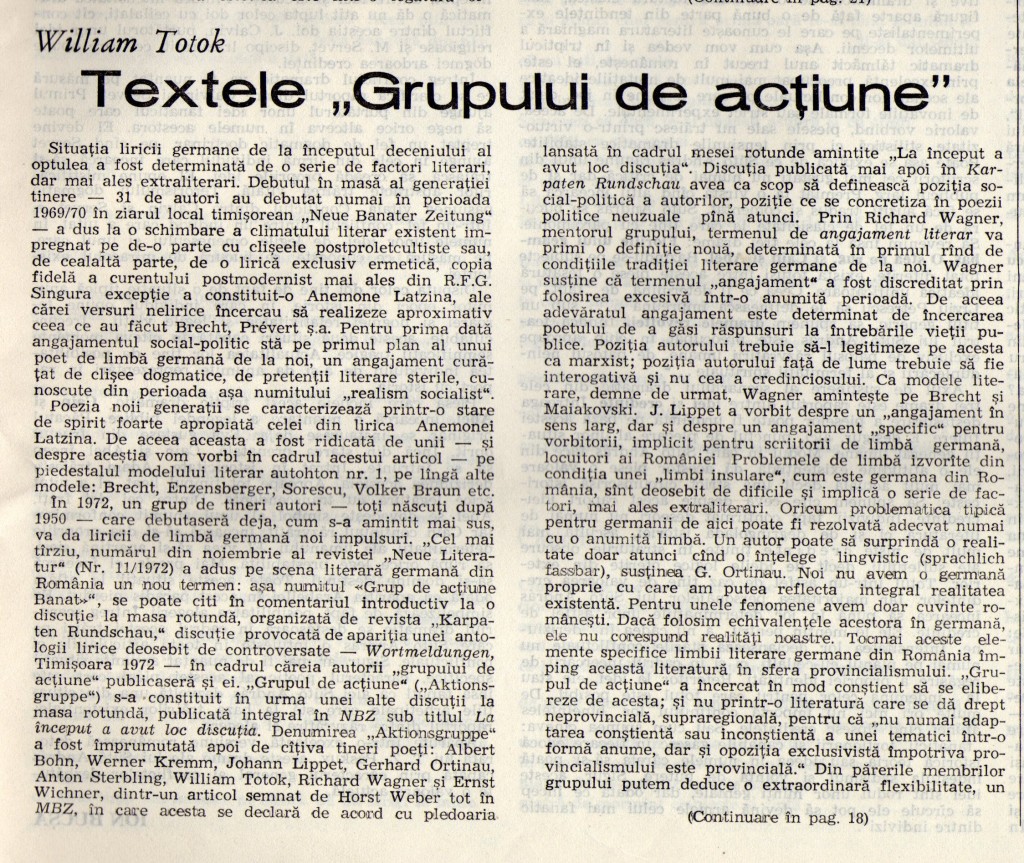 (Continuare în pag. 21)
William Totok
Textele „Grupului de acțiune”
Situația liricii germane de la începutul deceniului al
optulea a fost determinată de o serie de factori literari,
dar mai ales extraliterari. Debutul în masă al generației
tinere — 31 de autori au debutat numai în perioada
1969/70 în ziarul local timișorean „Neue Banater Zeitung“
— a dus la o schimbare a climatului literar existent im-
pregnat pe de-o parte cu clișeele postproletcultiste sau,
de cealaltă parte, de o lirică exclusiv ermetică, copia
fidelă a curentului postmodernist mai ales din R.F.G.
Singura excepție a constituit-o Anemone Latzina, ale
cărei versuri nelirice încercau să realizeze aproximativ
ceea ce au făcut Brecht, Prévert ș.a. Pentru prima dată
angajamentul social-politic stă pe primul plan al unui
poet de limbă germană de la noi, un angajament cură-
țat de clișee dogmatice, de pretenții literare sterile, cu-
noscute din perioada așa numitului „realism socialist“.
Poezia noii generații se caracterizează printr-o stare
de spirit foarte apropiată celei din lirica Anemonei
Latzina. De aceea aceasta a fost ridicată de unii — și
despre aceștia vom vorbi în cadrul acestui articol — pe
piedestalul modelului literar autohton nr. 1, pe lîngă alte
modele: Brecht, Enzensberger, Sorescu, Volker Braun etc.
În 1972, un grup de tineri autori — toți născuți după
1950 — care debutaseră deja, cum s-a amintit mai sus,
va da liricii de limbă germană noi impulsuri. „Cel mai
tîrziu, numărul din noiembrie al revistei „Neue Litera-
tur“ (Nr. 11/1972) a adus pe scena literară germană din
România un nou termen: așa numitul «Grup de acțiune
Banat»“, se poate citi în comentariul introductiv la o
discuție la masa rotundă, organizată de revista „Karpa-
ten Rundschau,“ discuție provocată de apariția unei anto-
logii lirice deosebit de controversate — Wortmeldungen,
Timișoara 1972 — în cadrul căreia autorii „grupului de
acțiune“ publicaseră și ei. „Grupul de acțiune“ („Aktions-
gruppe“) s-a constituit în urma unei alte discuții la
masa rotundă, publicată integral în NBZ sub titlul La
început a avut loc discuția. Denumirea „Aktionsgruppe“
a fost împrumutată apoi de cîțiva tineri poeți: Albert
Bohn, Werner Kremm, Johann Lippet, Gerhard Ortinau,
Anton Sterbling, William Totok, Richard Wagner și Ernst
Wichner, dintr-un articol semnat de Horst Weber tot în
MBZ, în care acesta se declară de acord cu pledoaria
lansată în cadrul mesei rotunde amintite „La început a
avut loc discuția“. Discuția publicată mai apoi în Kar-
paten Rundschau avea ca scop să definească poziția so-
cial-politică a autorilor, poziție ce se concretiza în poezii
politice neuzuale pînă atunci. Prin Richard Wagner,
mentorul grupului, termenul de angajament literar va
primi o definiție nouă, determinată în primul rînd de
condițiile tradiției literare germane de la noi. Wagner
susține că termenul „angajament“ a fost discreditat prin
folosirea excesivă într-o anumită perioadă. De aceea
adevăratul angajament este determinat de încercarea
poetului de a găsi răspunsuri la întrebările vieții pu-
blice. Poziția autorului trebuie să-l legitimeze pe acesta
ca marxist; poziția autorului față de lume trebuie să fie
interogativă și nu cea a credinciosului. Ca modele lite-
rare, demne de urmat, Wagner amintește pe Brecht și
Maiakovski. J. Lippet a vorbit despre un „angajament în
sens larg, dar și despre un angajament „specific“ pentru
vorbitorii, implicit pentru scriitorii de limbă germană,
locuitori ai României Problemele de limbă izvorîte din
condiția unei „limbi insulare“, cum este germana din Ro-
mânia, sînt deosebit de dificile și implică o serie de fac-
tori, mai ales extraliterari. Oricum problematica tipică
pentru germanii de aici poate fi rezolvată adecvat numai
cu o anumită limbă. Un autor poate să surprindă o reali-
tate doar atunci cînd o înțelege lingvistic (sprachlich
fassbar), susținea G. Ortinau. Noi nu avem o germană
proprie cu care am putea reflecta integral realitatea
existentă. Pentru unele fenomene avem doar cuvinte ro-
mânești. Dacă folosim echivalențele acestora în germană,
ele nu corespund realități noastre. Tocmai aceste ele-
mente specifice limbii literare germane din România îm-
ping această literatură în sfera provincialismului. „Gru-
pul de acțiune“ a încercat în mod conștient să se elibe-
reze de acesta; și nu printr-o literatură care se dă drept
neprovincială, supraregională, pentru că „nu numai adap-
tarea conștientă sau inconștientă a unei tematici într-o
formă anume, dar și opoziția exclusivistă împotriva pro-
vincialismului este provincială.“ Din părerile membrilor
grupului putem deduce o extraordinară flexibilitate, un
(Continuare în pag. 18)